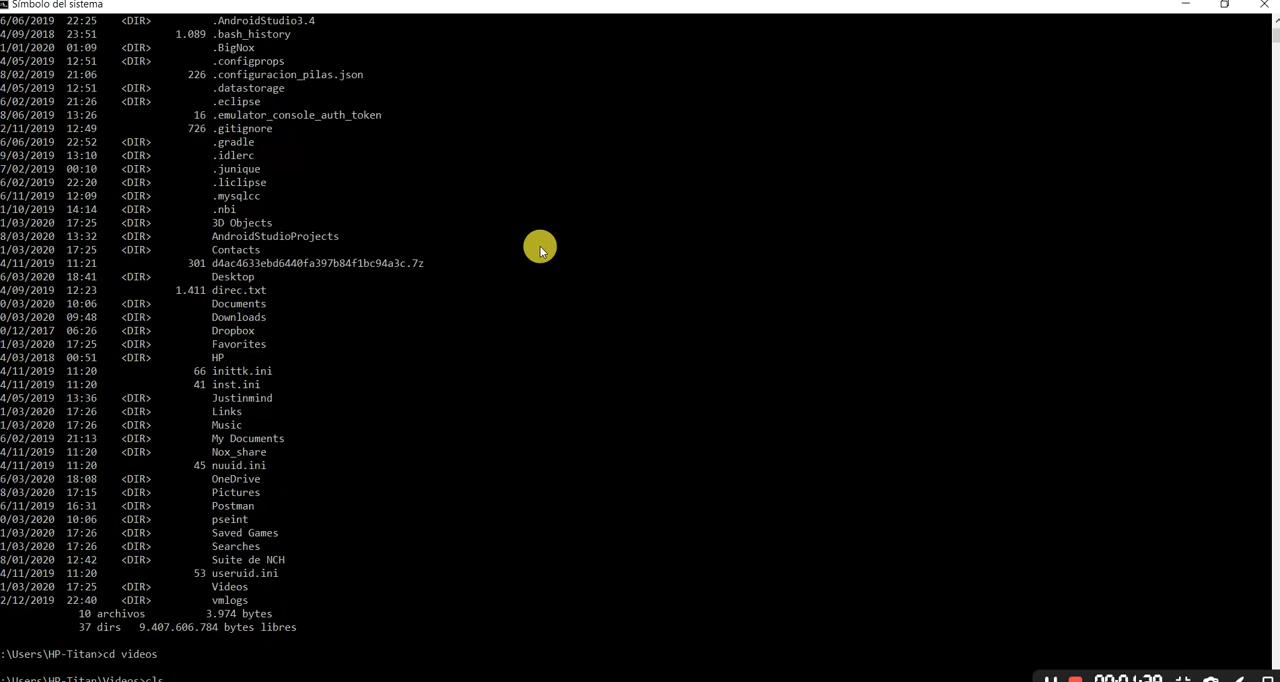 Símbolo del sistema
6/06/2019  22:25    <DIR>          .AndroidStudio3.4
4/09/2018  23:51             1.089 .bash_history
1/01/2020  01:09    <DIR>          .BigNox
4/05/2019  12:51    <DIR>          .configprops
8/02/2019  21:06               226 .configuracion_pilas.json
4/05/2019  12:51    <DIR>          .datastorage
6/02/2019  21:26    <DIR>          .eclipse
8/06/2019  13:26                16 .emulator_console_auth_token
2/11/2019  12:49               726 .gitignore
6/06/2019  22:52    <DIR>          .gradle
9/03/2019  13:10    <DIR>          .idlerc
7/02/2019  00:10    <DIR>          .junique
6/02/2019  22:20    <DIR>          .liclipse
6/11/2019  12:09    <DIR>          .mysqlcc
1/10/2019  14:14    <DIR>          .nbi
1/03/2020  17:25    <DIR>          3D Objects
8/03/2020  13:32    <DIR>          AndroidStudioProjects
1/03/2020  17:25    <DIR>          Contacts
4/11/2019  11:21               301 d4ac4633ebd6440fa397b84f1bc94a3c.7z
6/03/2020  18:41    <DIR>          Desktop
4/09/2019  12:23             1.411 direc.txt
0/03/2020  10:06    <DIR>          Documents
0/03/2020  09:48    <DIR>          Downloads
0/12/2017  06:26    <DIR>          Dropbox
1/03/2020  17:25    <DIR>          Favorites
4/03/2018  00:51    <DIR>          HP
4/11/2019  11:20                66 inittk.ini
4/11/2019  11:20                41 inst.ini
4/05/2019  13:36    <DIR>          Justinmind
1/03/2020  17:26    <DIR>          Links
1/03/2020  17:26    <DIR>          Music
6/02/2019  21:13    <DIR>          My Documents
4/11/2019  11:20    <DIR>          Nox_share
4/11/2019  11:20                45 nuuid.ini
6/03/2020  18:08    <DIR>          OneDrive
8/03/2020  17:15    <DIR>          Pictures
6/11/2019  16:31    <DIR>          Postman
0/03/2020  10:06    <DIR>          pseint
1/03/2020  17:26    <DIR>          Saved Games
1/03/2020  17:26    <DIR>          Searches
8/01/2020  12:42    <DIR>          Suite de NCH
4/11/2019  11:20                53 useruid.ini
1/03/2020  17:25    <DIR>          Videos
2/12/2019  22:40    <DIR>          vmlogs
10 archivos          3.974 bytes
37 dirs   9.407.606.784 bytes libres
:\Users\HP-Titan>cd videos
:\Users\HP-Titan\Videos>cls